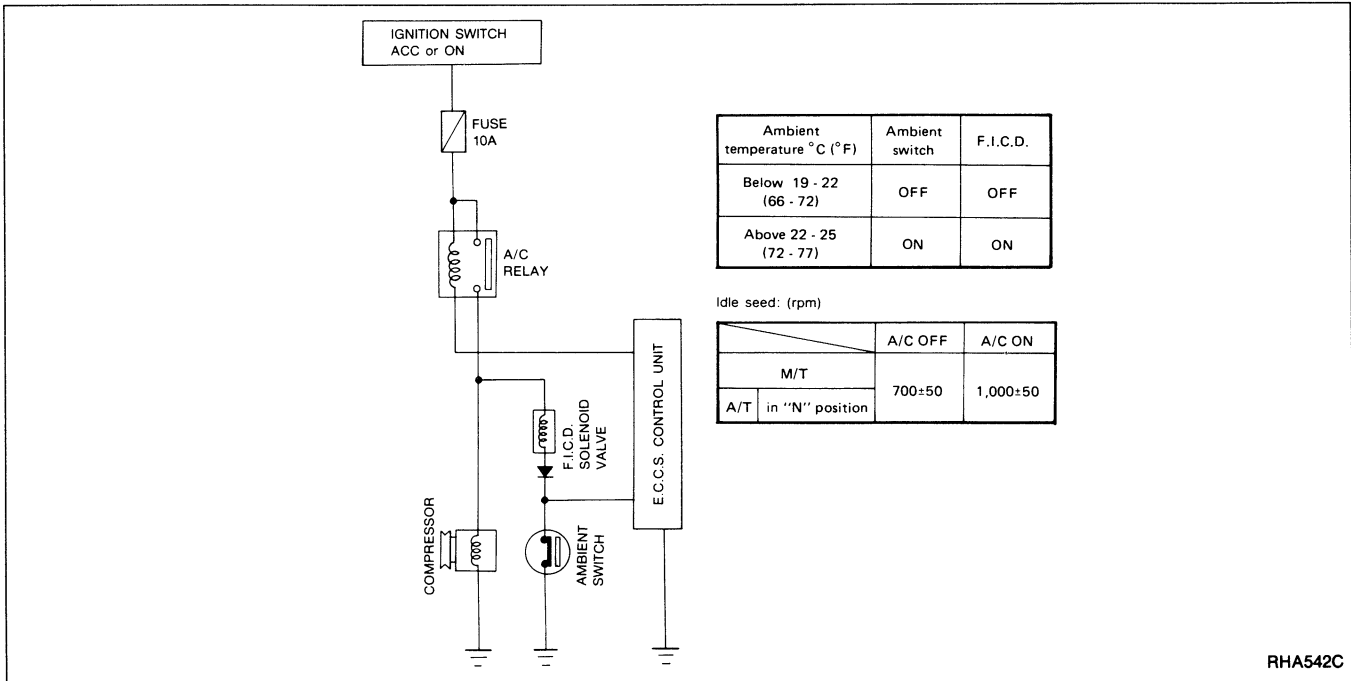 IGNITION SWITCH
ACC or ON
FUSE
10A
A/C
RELAY
F.I.C.D.
SOLENOID
VALVE
E.C.C.S. CONTROL UNIT
COMPRESSOR
AMBIENT
SWITCH
Ambient temperature °C (°F)
Ambient switch
F.I.C.D.
Below 19 - 22
(66 - 72)
OFF
OFF
Above 22 - 25
(72 - 77)
ON
ON
Idle seed: (rpm)
A/C OFF
A/C ON
M/T
700±50
1,000±50
A/T
in "N" position
RHA542C